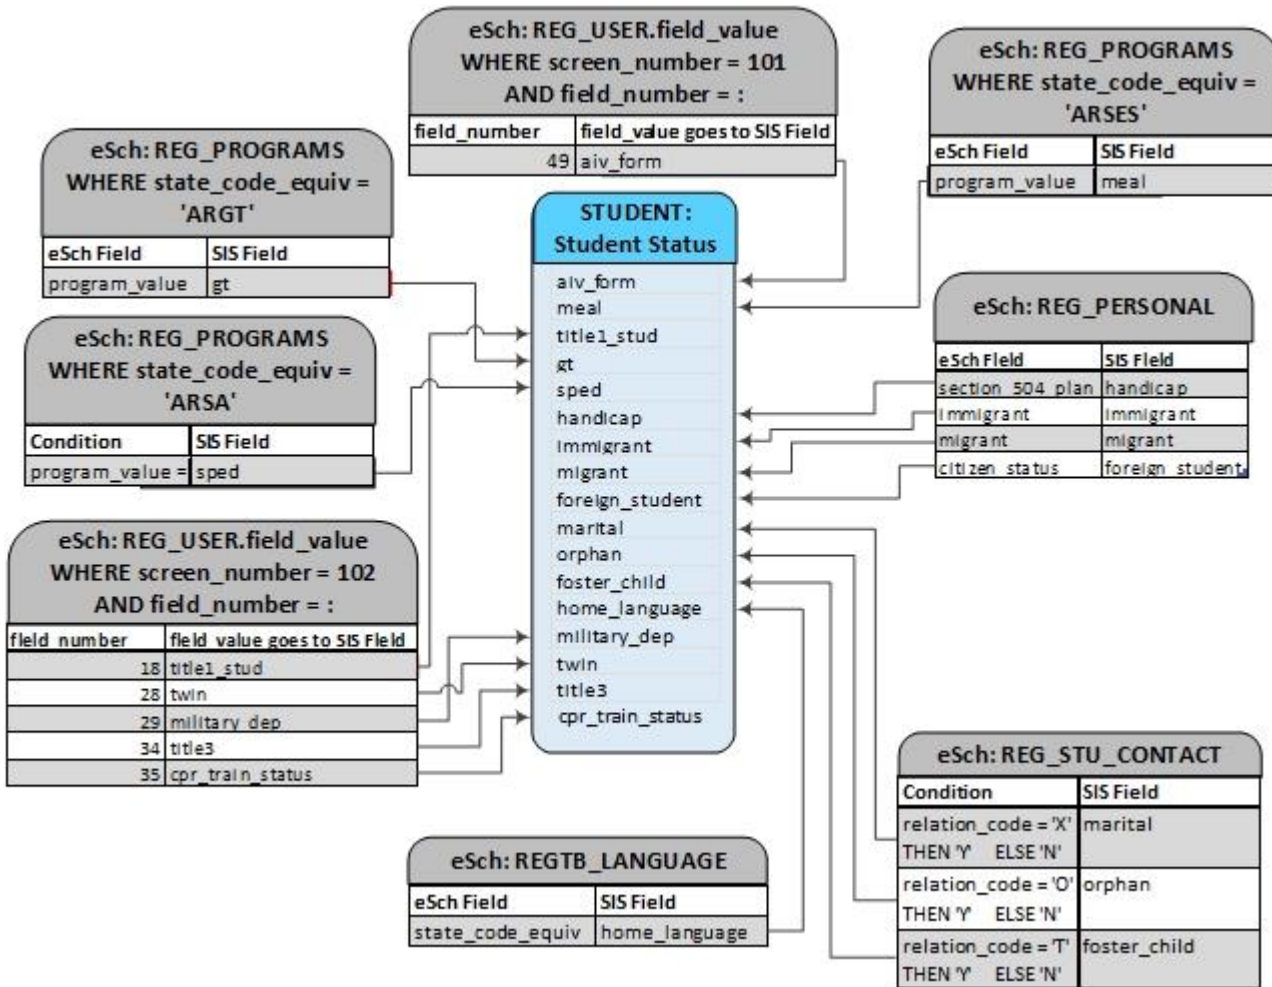 eSch: REG_USER.field_value
WHERE screen_number = 101
AND field_number = :
field_number field_value goes to SIS Field
49 aiv_form
eSch: REG_PROGRAMS
WHERE state_code_equiv =
'ARSES'
eSch Field SIS Field
program_value meal
eSch: REG_PROGRAMS
WHERE state_code_equiv =
'ARGT'
eSch Field SIS Field
program_value gt
eSch: REG_PROGRAMS
WHERE state_code_equiv =
'ARSA'
Condition SIS Field
program_value = sped
eSch: REG_USER.field_value
WHERE screen_number = 102
AND field_number = :
field_number field_value goes to SIS Field
18 title1_stud
28 twin
29 military_dep
34 title3
35 cpr_train_status
STUDENT:
Student Status
aiv_form
meal
title1_stud
gt
sped
handicap
immigrant
migrant
foreign_student
marital
orphan
foster_child
home_language
military_dep
twin
title3
cpr_train_status
eSch: REG_PERSONAL
eSch Field SIS Field
section_504_plan handicap
immigrant immigrant
migrant migrant
citizen_status foreign_student
eSch: REGTB_LANGUAGE
eSch Field SIS Field
state_code_equiv home_language
eSch: REG_STU_CONTACT
Condition SIS Field
relation_code = 'X' marital
THEN 'Y' ELSE 'N'
relation_code = 'O' orphan
THEN 'Y' ELSE 'N'
relation_code = 'T' foster_child
THEN 'Y' ELSE 'N'